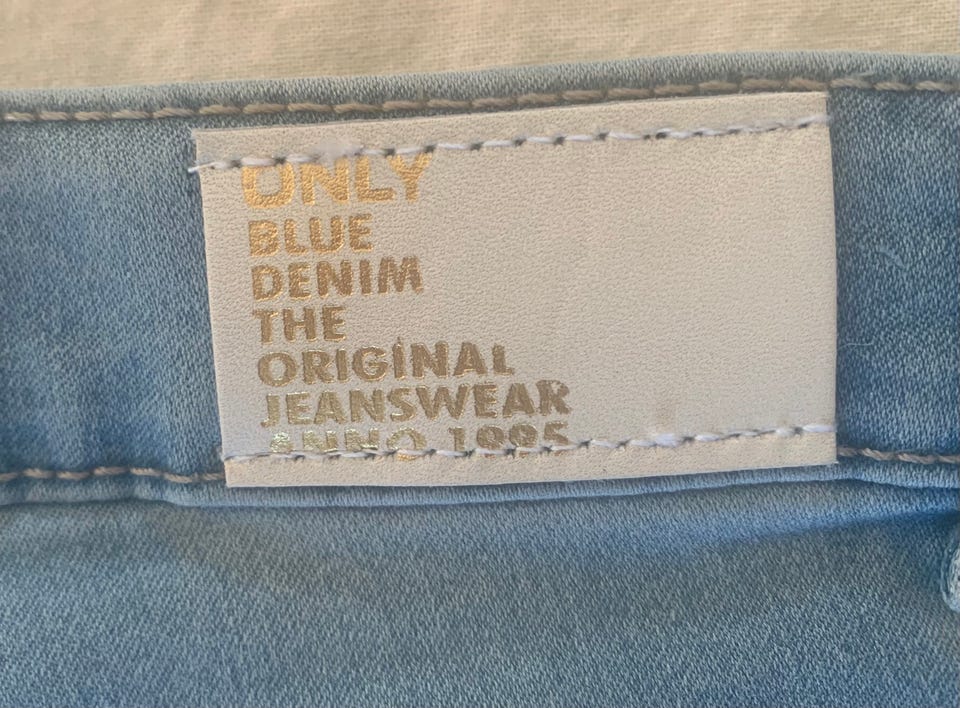 ONLY
BLUE
DENIM
THE
ORIGINAL
JEANSWEAR
ANNO 1995